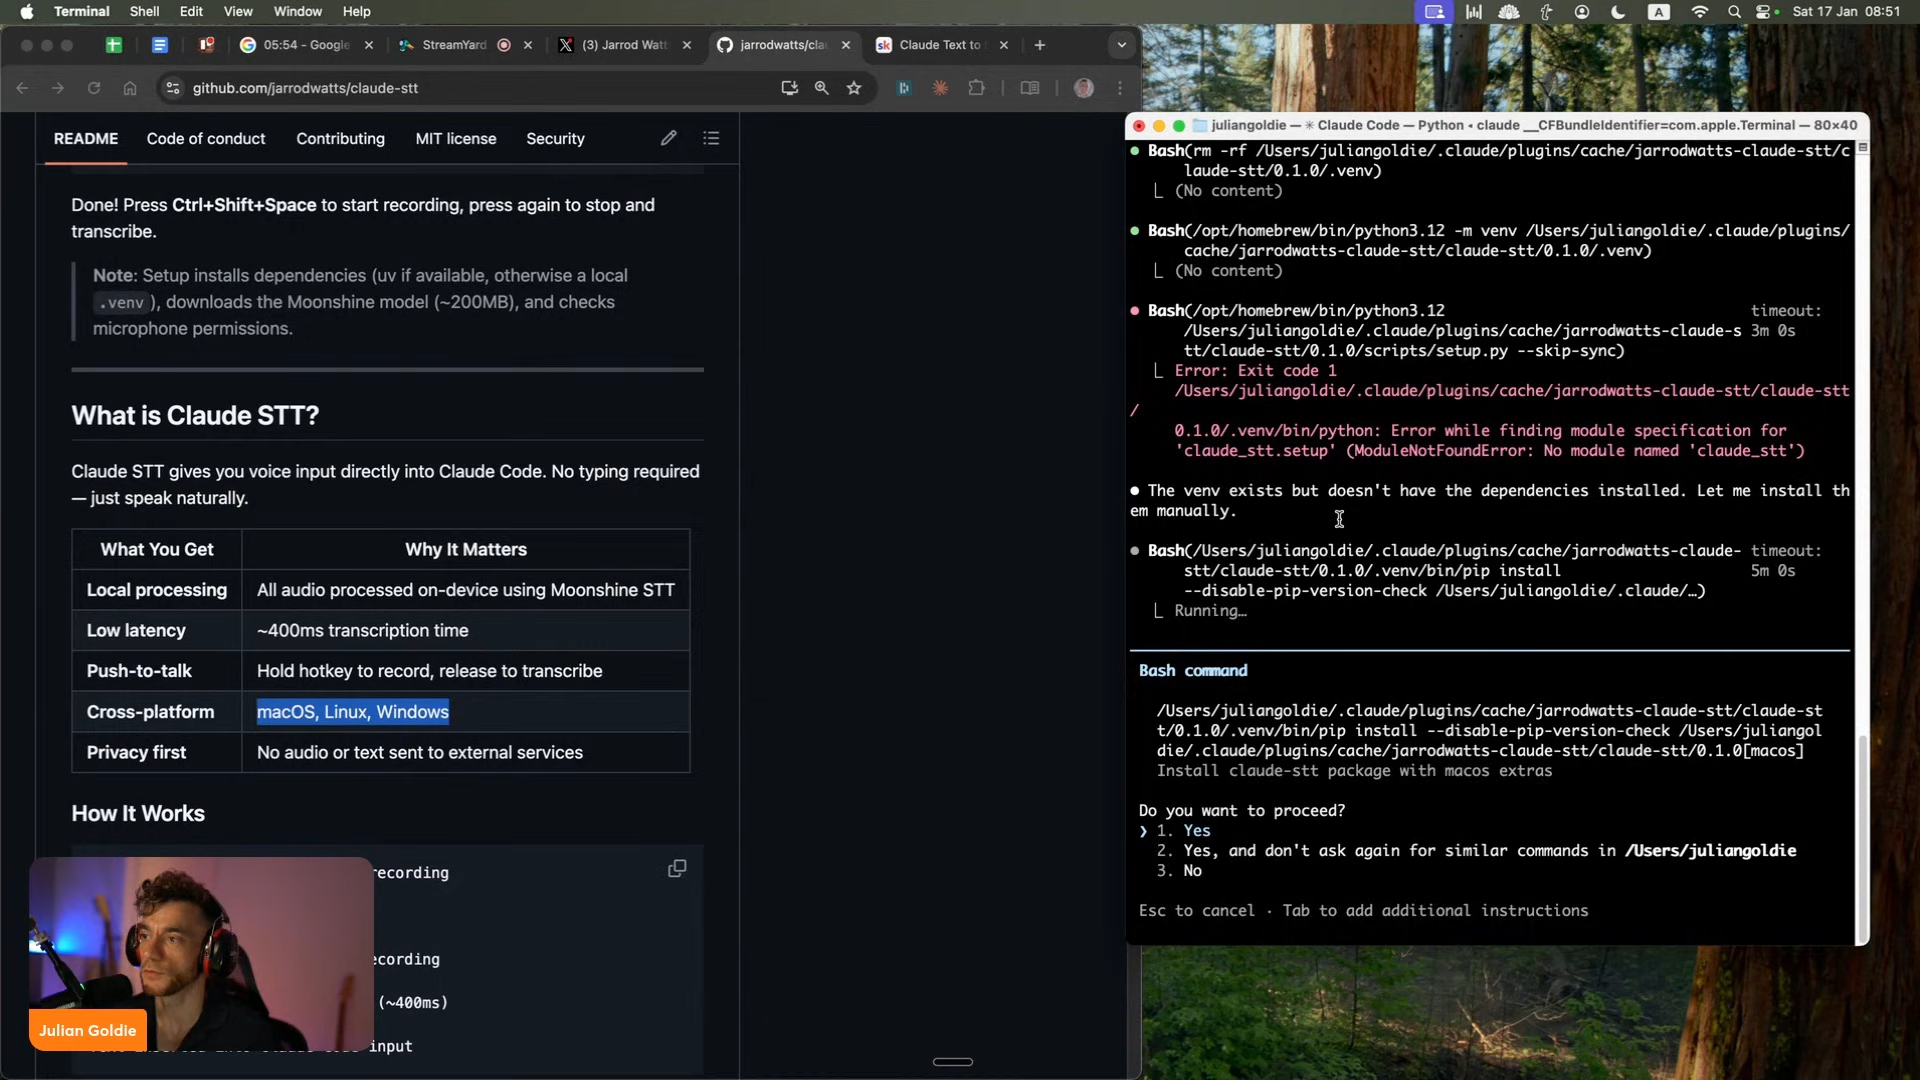 Terminal Shell Edit View Window Help
A Sat 17 Jan 08:51
05:54 - Google
StreamYard
(3) Jarrod Wat
jarrodwatts/cla
Claude Text to
github.com/jarrodwatts/claude-stt
README Code of conduct Contributing MIT license Security
Done! Press Ctrl+Shift+Space to start recording, press again to stop and
transcribe.
Note: Setup installs dependencies (uv if available, otherwise a local
.venv), downloads the Moonshine model (~200MB), and checks
microphone permissions.
What is Claude STT?
Claude STT gives you voice input directly into Claude Code. No typing required
— just speak naturally.
What You Get Why It Matters
Local processing All audio processed on-device using Moonshine STT
Low latency ~400ms transcription time
Push-to-talk Hold hotkey to record, release to transcribe
Cross-platform macOS, Linux, Windows
Privacy first No audio or text sent to external services
How It Works
recording
ecording
(~400ms)
input
Julian Goldie
juliangoldie — ✳ Claude Code — Python ◂ claude __CFBundleIdentifier=com.apple.Terminal — 80×40
Bash(rm -rf /Users/juliangoldie/.claude/plugins/cache/jarrodwatts-claude-stt/c
laude-stt/0.1.0/.venv)
(No content)
Bash(/opt/homebrew/bin/python3.12 -m venv /Users/juliangoldie/.claude/plugins/
cache/jarrodwatts-claude-stt/claude-stt/0.1.0/.venv)
(No content)
Bash(/opt/homebrew/bin/python3.12 timeout:
/Users/juliangoldie/.claude/plugins/cache/jarrodwatts-claude-s 3m 0s
tt/claude-stt/0.1.0/scripts/setup.py --skip-sync)
Error: Exit code 1
/Users/juliangoldie/.claude/plugins/cache/jarrodwatts-claude-stt/claude-stt
/
0.1.0/.venv/bin/python: Error while finding module specification for
'claude_stt.setup' (ModuleNotFoundError: No module named 'claude_stt')
The venv exists but doesn't have the dependencies installed. Let me install th
em manually.
Bash(/Users/juliangoldie/.claude/plugins/cache/jarrodwatts-claude- timeout:
stt/claude-stt/0.1.0/.venv/bin/pip install 5m 0s
--disable-pip-version-check /Users/juliangoldie/.claude/…)
Running…
Bash command
/Users/juliangoldie/.claude/plugins/cache/jarrodwatts-claude-stt/claude-st
t/0.1.0/.venv/bin/pip install --disable-pip-version-check /Users/juliangol
die/.claude/plugins/cache/jarrodwatts-claude-stt/claude-stt/0.1.0[macos]
Install claude-stt package with macos extras
Do you want to proceed?
❯ 1. Yes
2. Yes, and don't ask again for similar commands in /Users/juliangoldie
3. No
Esc to cancel · Tab to add additional instructions